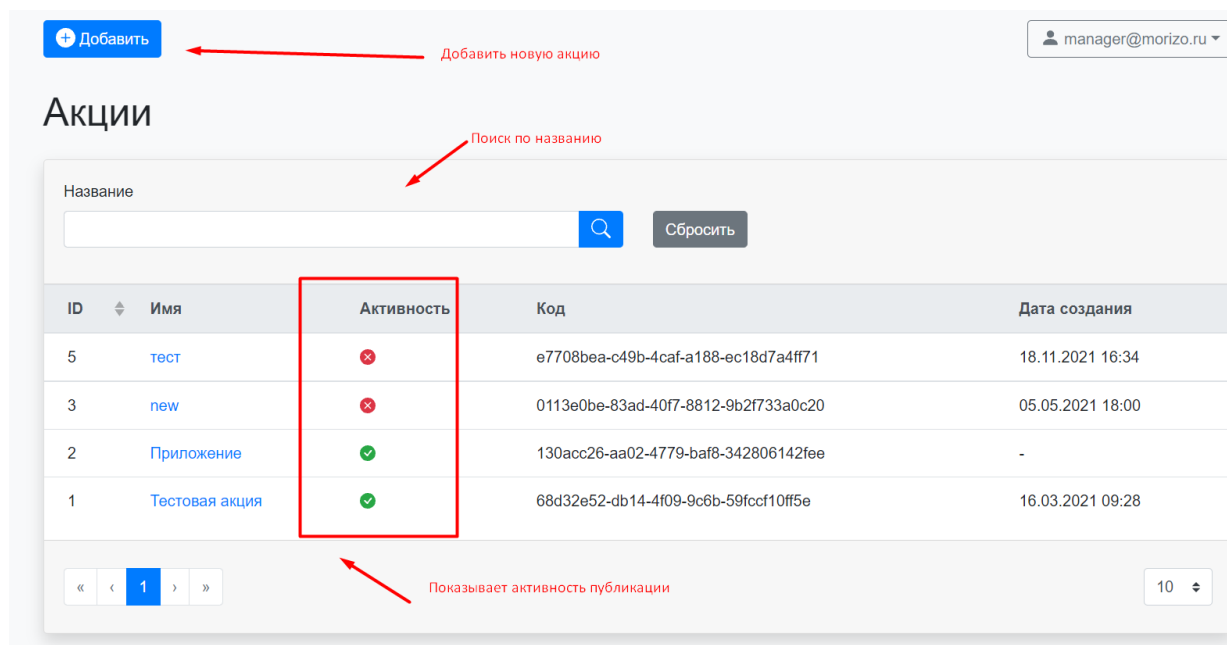 Добавить
Добавить новую акцию
manager@morizo.ru
Акции
Поиск по названию
Название
Сбросить
ID Имя Активность Код Дата создания
5 тест e7708bea-c49b-4caf-a188-ec18d7a4ff71 18.11.2021 16:34
3 new 0113e0be-83ad-40f7-8812-9b2f733a0c20 05.05.2021 18:00
2 Приложение 130acc26-aa02-4779-baf8-342806142fee -
1 Тестовая акция 68d32e52-db14-4f09-9c6b-59fccf10ff5e 16.03.2021 09:28
« ‹ 1 › »
Показывает активность публикации
10